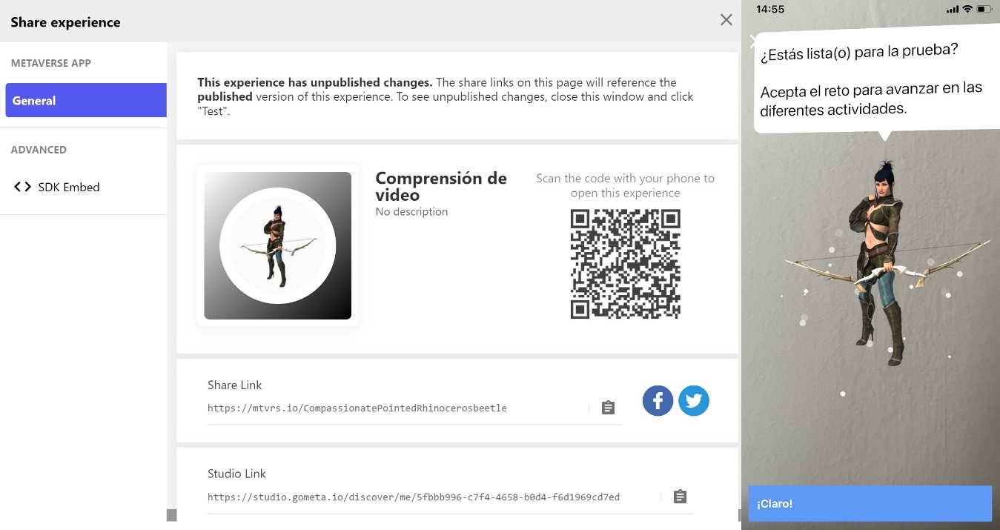 Share experience
METAVERSE APP
General
ADVANCED
SDK Embed
This experience has unpublished changes. The share links on this page will reference the
published version of this experience. To see unpublished changes, close this window and click
"Test".
Comprensión de
video
No description
Scan the code with your phone to
open this experience
Share Link
https://mtvrs.io/CompassionatePointedRhinocerosbeetle
Studio Link
https://studio.gometa.io/discover/me/5fbbb996-c7f4-4658-b0d4-f6d1969cd7ed
14:55
¿Estás lista(o) para la prueba?
Acepta el reto para avanzar en las
diferentes actividades.
¡Claro!